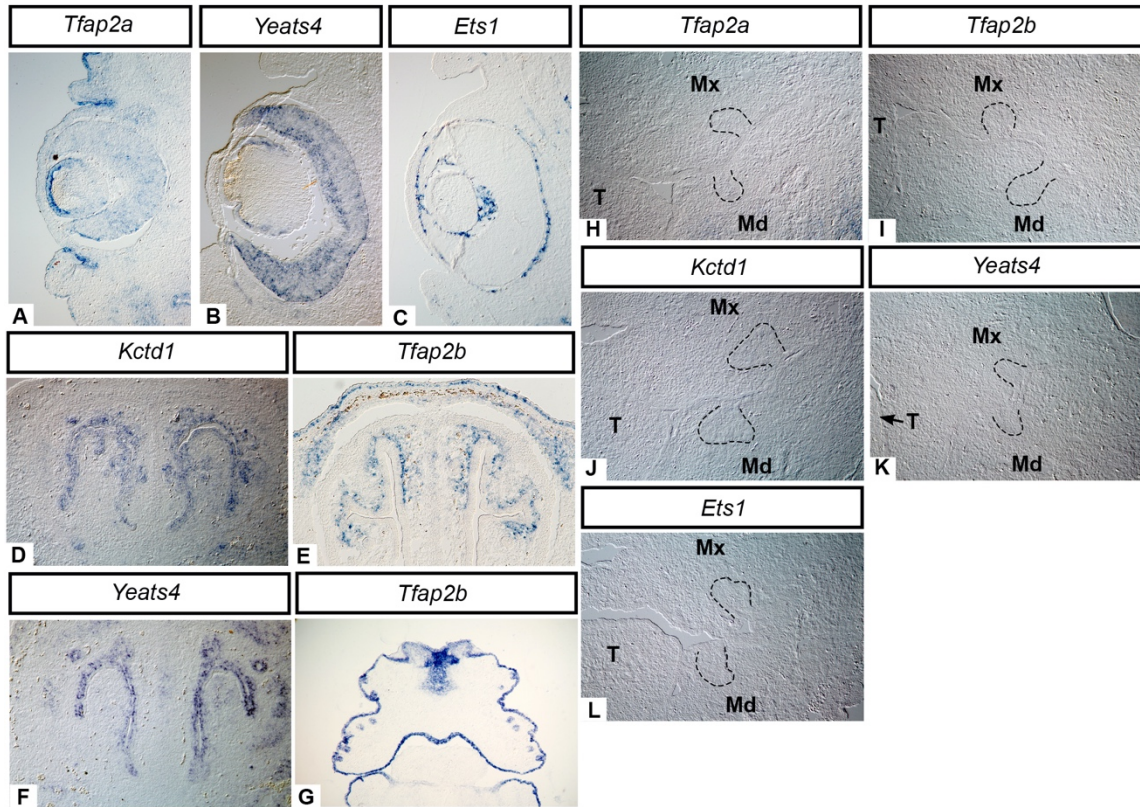 Tfap2a
Yeats4
Ets1
A
B
C
Kctd1
Tfap2b
D
E
Yeats4
Tfap2b
F
G
Tfap2a
Tfap2b
Mx
T
Md
H
Mx
T
Md
I
Kctd1
Yeats4
Mx
T
Md
J
Mx
T
Md
K
Ets1
Mx
T
Md
L